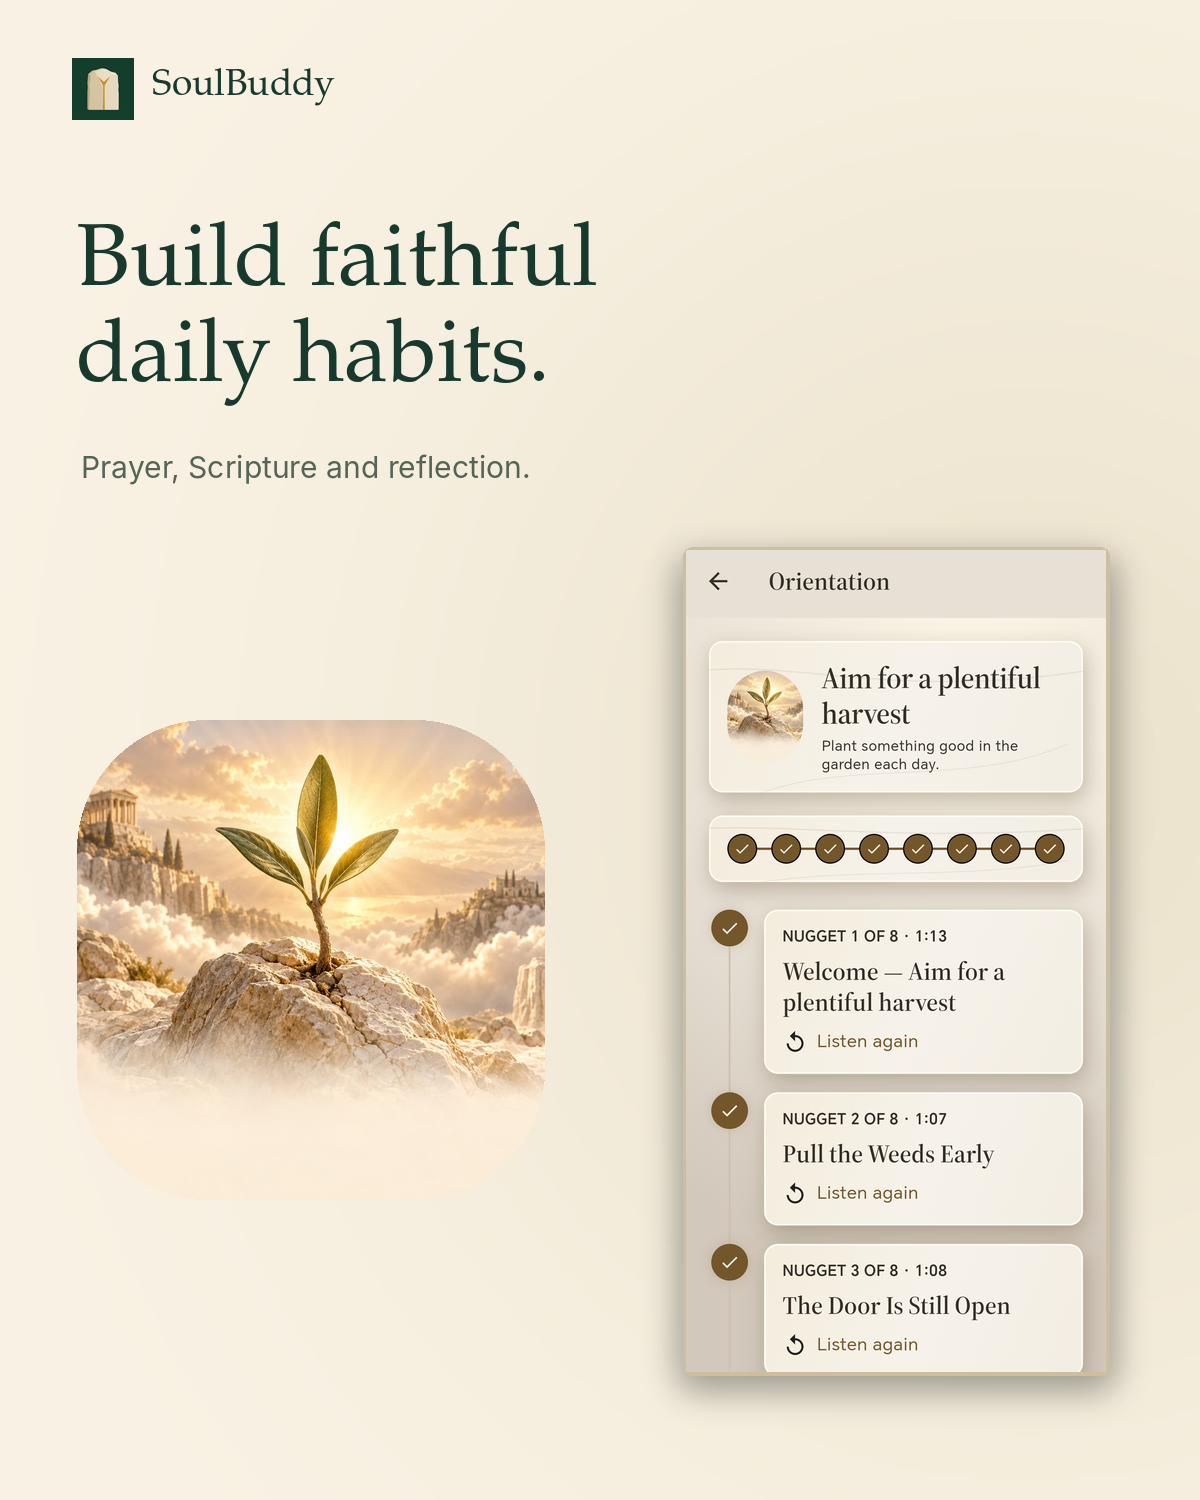 SoulBuddy
Build faithful
daily habits.
Prayer, Scripture and reflection.
Orientation
Aim for a plentiful
harvest
Plant something good in the
garden each day.
NUGGET 1 OF 8 · 1:13
Welcome — Aim for a
plentiful harvest
Listen again
NUGGET 2 OF 8 · 1:07
Pull the Weeds Early
Listen again
NUGGET 3 OF 8 · 1:08
The Door Is Still Open
Listen again